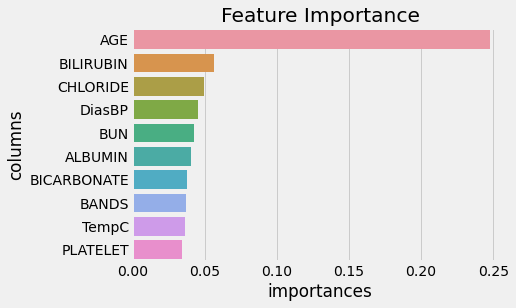 Feature Importance
columns
AGE
BILIRUBIN
CHLORIDE
DiasBP
BUN
ALBUMIN
BICARBONATE
BANDS
TempC
PLATELET
0.00 0.05 0.10 0.15 0.20 0.25
importances